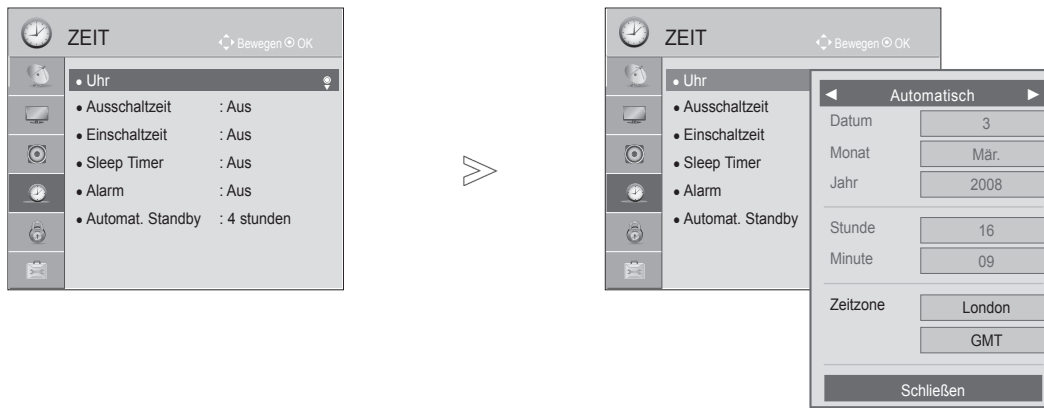 ZEIT
Bewegen OK
• Uhr
• Ausschaltzeit : Aus
• Einschaltzeit : Aus
• Sleep Timer : Aus
• Alarm : Aus
• Automat. Standby : 4 stunden
ZEIT
Bewegen OK
• Uhr
• Ausschaltzeit
• Einschaltzeit
• Sleep Timer
• Alarm
• Automat. Standby
◄ Automatisch ►
Datum 3
Monat Mär.
Jahr 2008
Stunde 16
Minute 09
Zeitzone London
GMT
Schließen